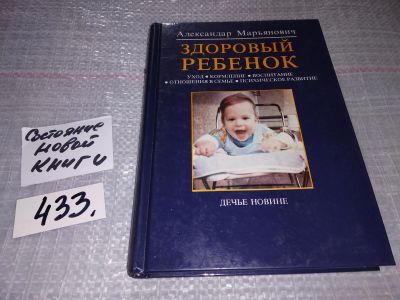 Александар Марьянович
ЗДОРОВЫЙ
РЕБЕНОК
УХОД • КОРМЛЕНИЕ • ВОСПИТАНИЕ
• ОТНОШЕНИЯ В СЕМЬЕ • ПСИХИЧЕСКОЕ РАЗВИТИЕ
ДЕЧЬЕ НОВИНЕ
Состояние
новой
книги
433.